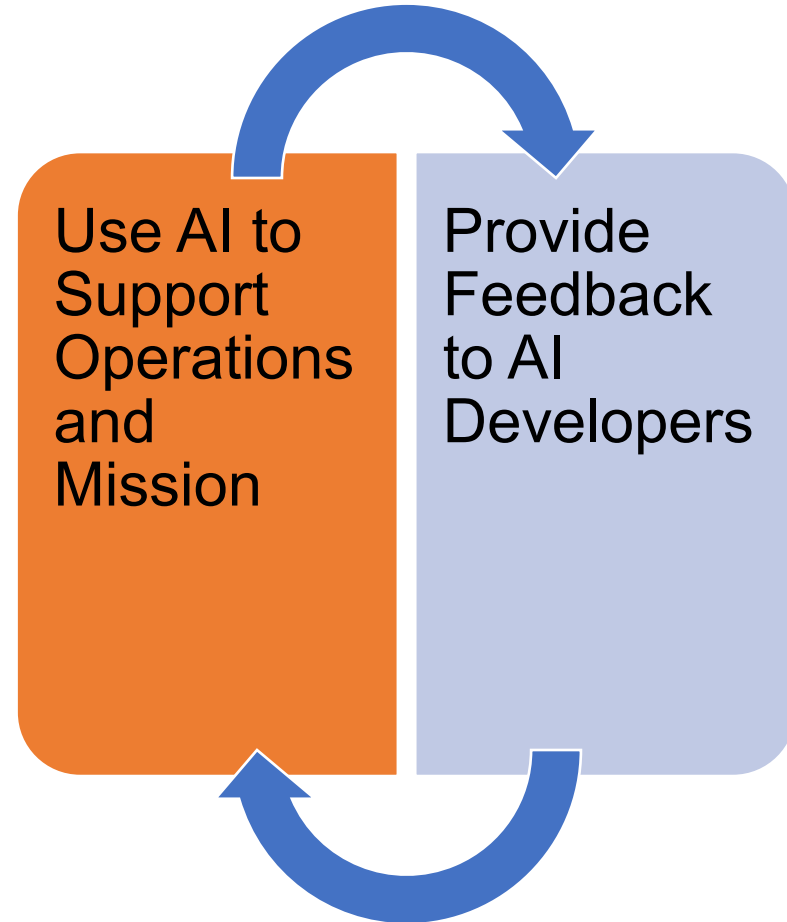 Use AI to
Support
Operations
and
Mission
Provide
Feedback
to AI
Developers